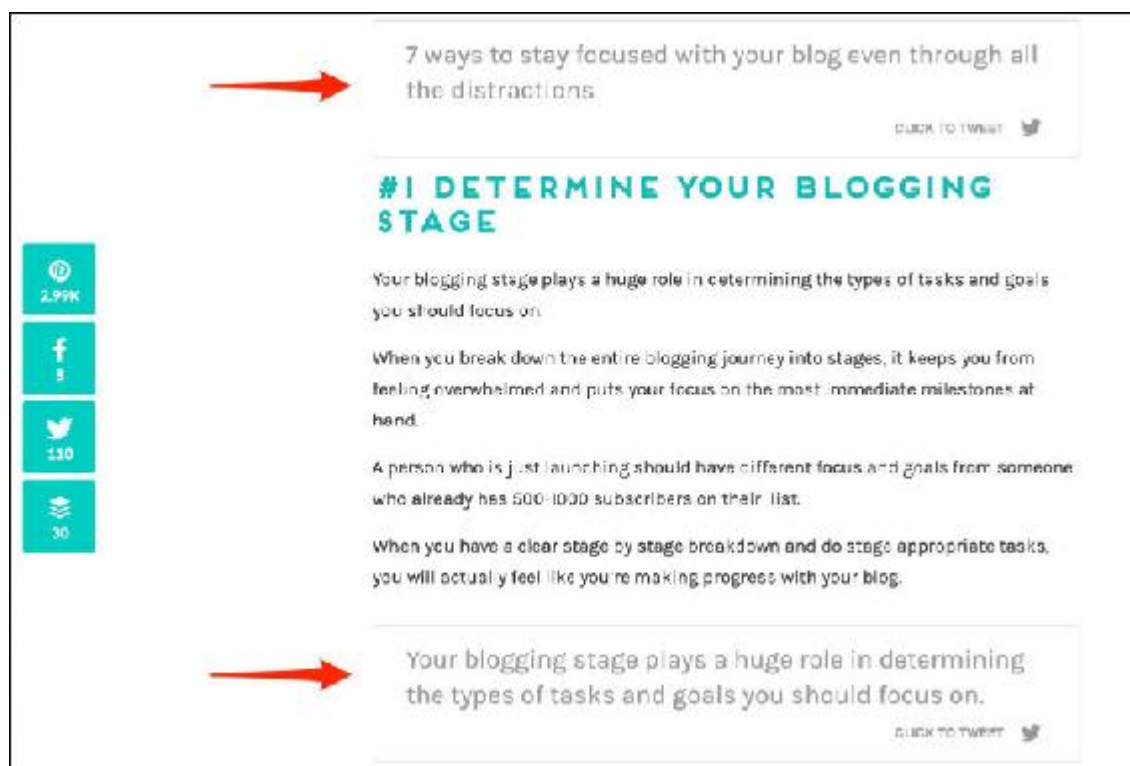 7 ways to stay focused with your blog even through all
the distractions.
CLICK TO TWEET
#1 DETERMINE YOUR BLOGGING
STAGE
Your blogging stage plays a huge role in determining the types of tasks and goals
you should focus on.
When you break down the entire blogging journey into stages, it keeps you from
feeling overwhelmed and puts your focus on the most immediate milestones at
hand.
A person who is just launching should have different focus and goals from someone
who already has 500-1000 subscribers on their list.
When you have a clear stage by stage breakdown and do stage appropriate tasks,
you will actually feel like you're making progress with your blog.
Your blogging stage plays a huge role in determining
the types of tasks and goals you should focus on.
CLICK TO TWEET
2.99K
110
30